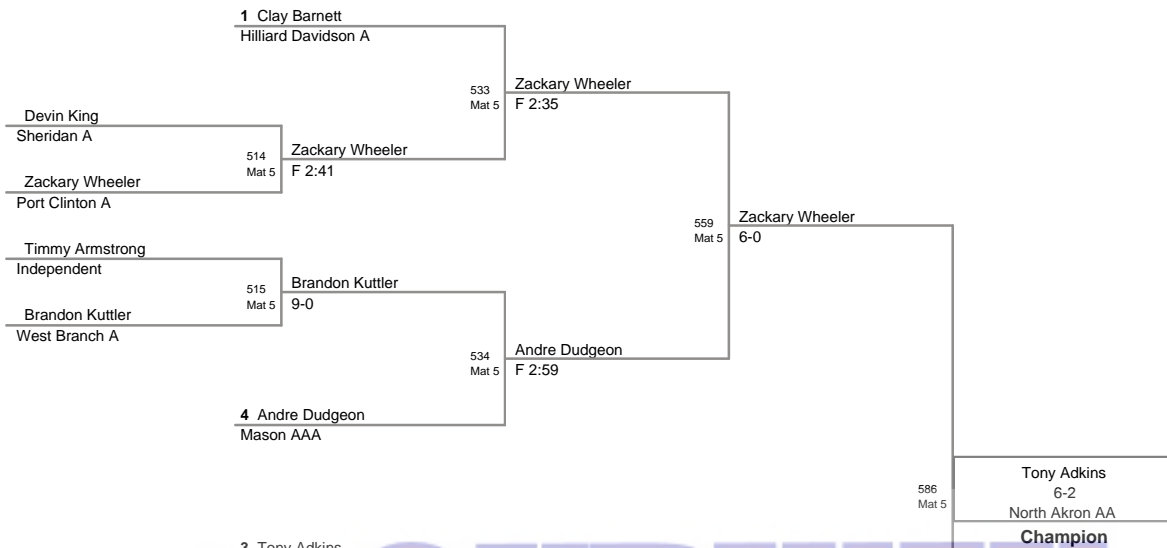 1 Clay Barnett
Hilliard Davidson A
533
Mat 5
Zackary Wheeler
F 2:35
Devin King
Sheridan A
514
Mat 5
Zackary Wheeler
F 2:41
Zackary Wheeler
Port Clinton A
559
Mat 5
Zackary Wheeler
6-0
Timmy Armstrong
Independent
515
Mat 5
Brandon Kuttler
9-0
Brandon Kuttler
West Branch A
534
Mat 5
Andre Dudgeon
F 2:59
4 Andre Dudgeon
Mason AAA
586
Mat 5
Tony Adkins
6-2
North Akron AA
Champion
3 Tony Adkins